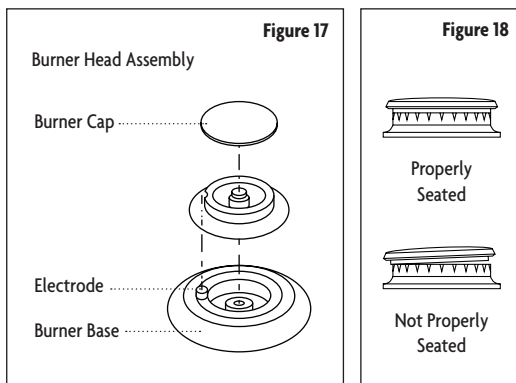 Figure 17
Burner Head Assembly
Burner Cap
Electrode
Burner Base
Figure 18
Properly
Seated
Not Properly
Seated